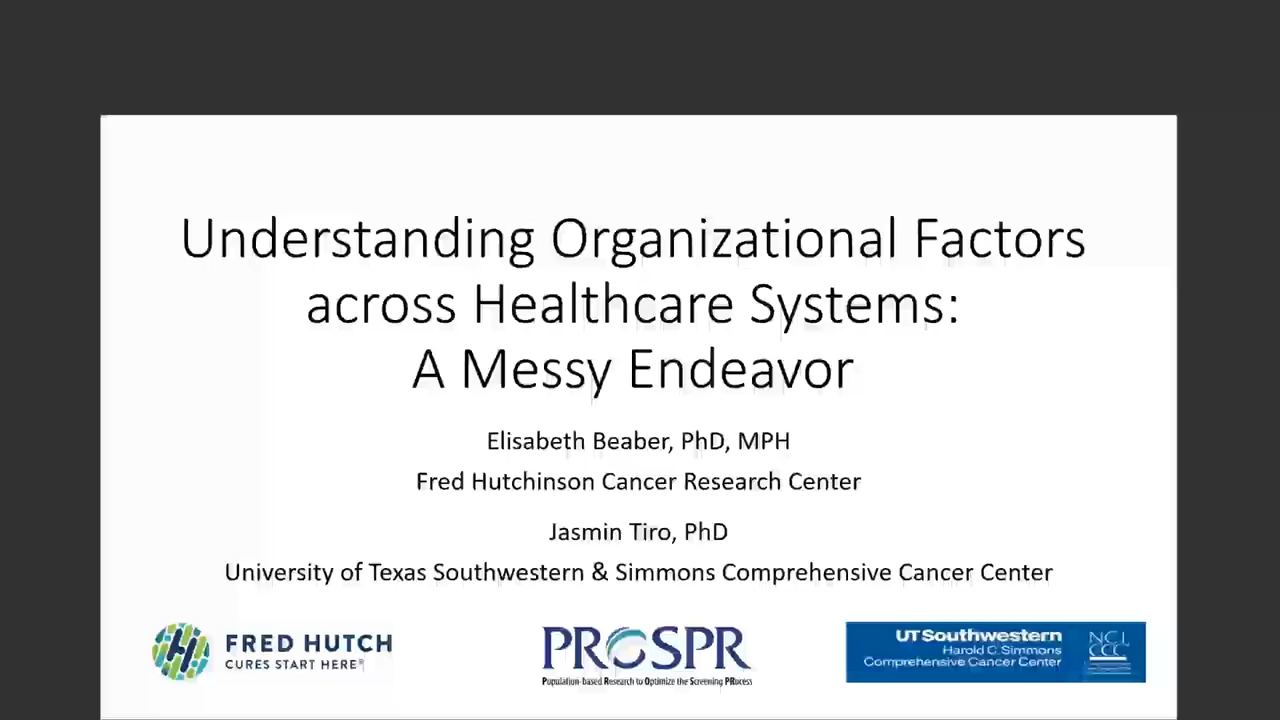 Understanding Organizational Factors
across Healthcare Systems:
A Messy Endeavor
Elisabeth Beaber, PhD, MPH
Fred Hutchinson Cancer Research Center
Jasmin Tiro, PhD
University of Texas Southwestern & Simmons Comprehensive Cancer Center
FRED HUTCH
CURES START HERE®
PROSPR
Population-based Research to Optimize the Screening PRocess
UTSouthwestern
Harold C. Simmons
Comprehensive Cancer Center
NCI
CCC